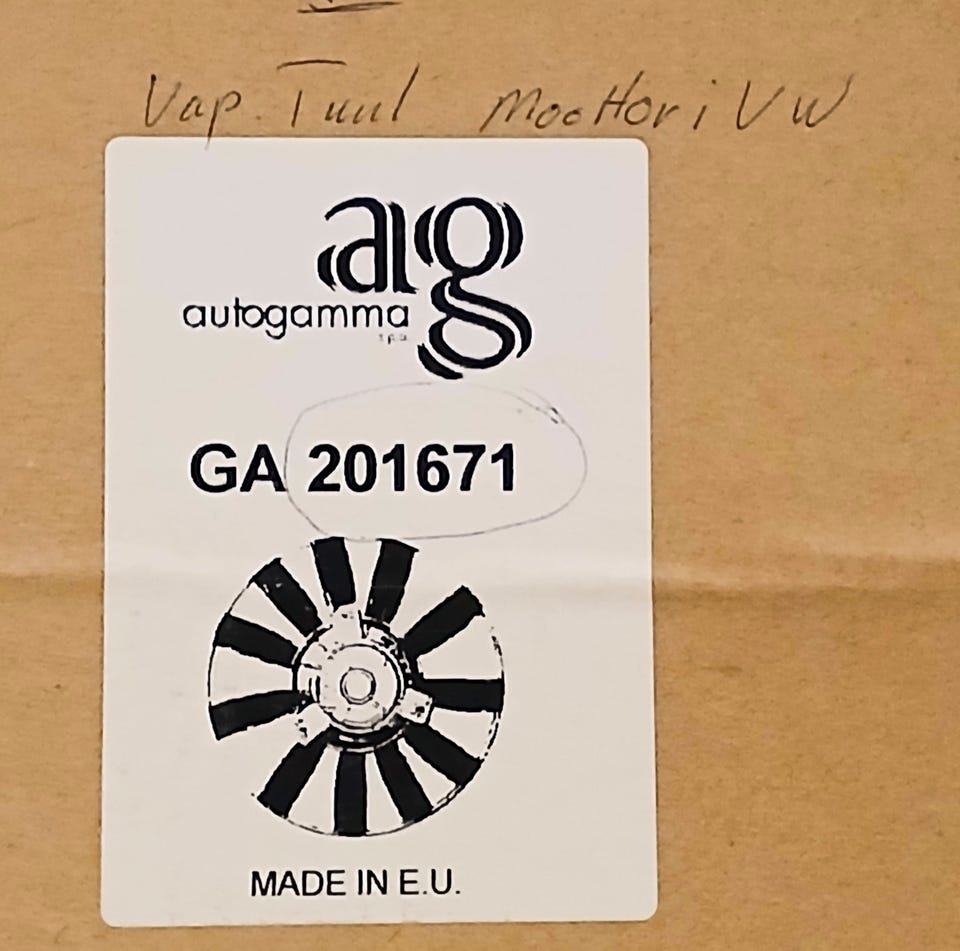 Vap. Tuul Moottori VW
ag
autogamma
s.p.a.
GA 201671
MADE IN E.U.